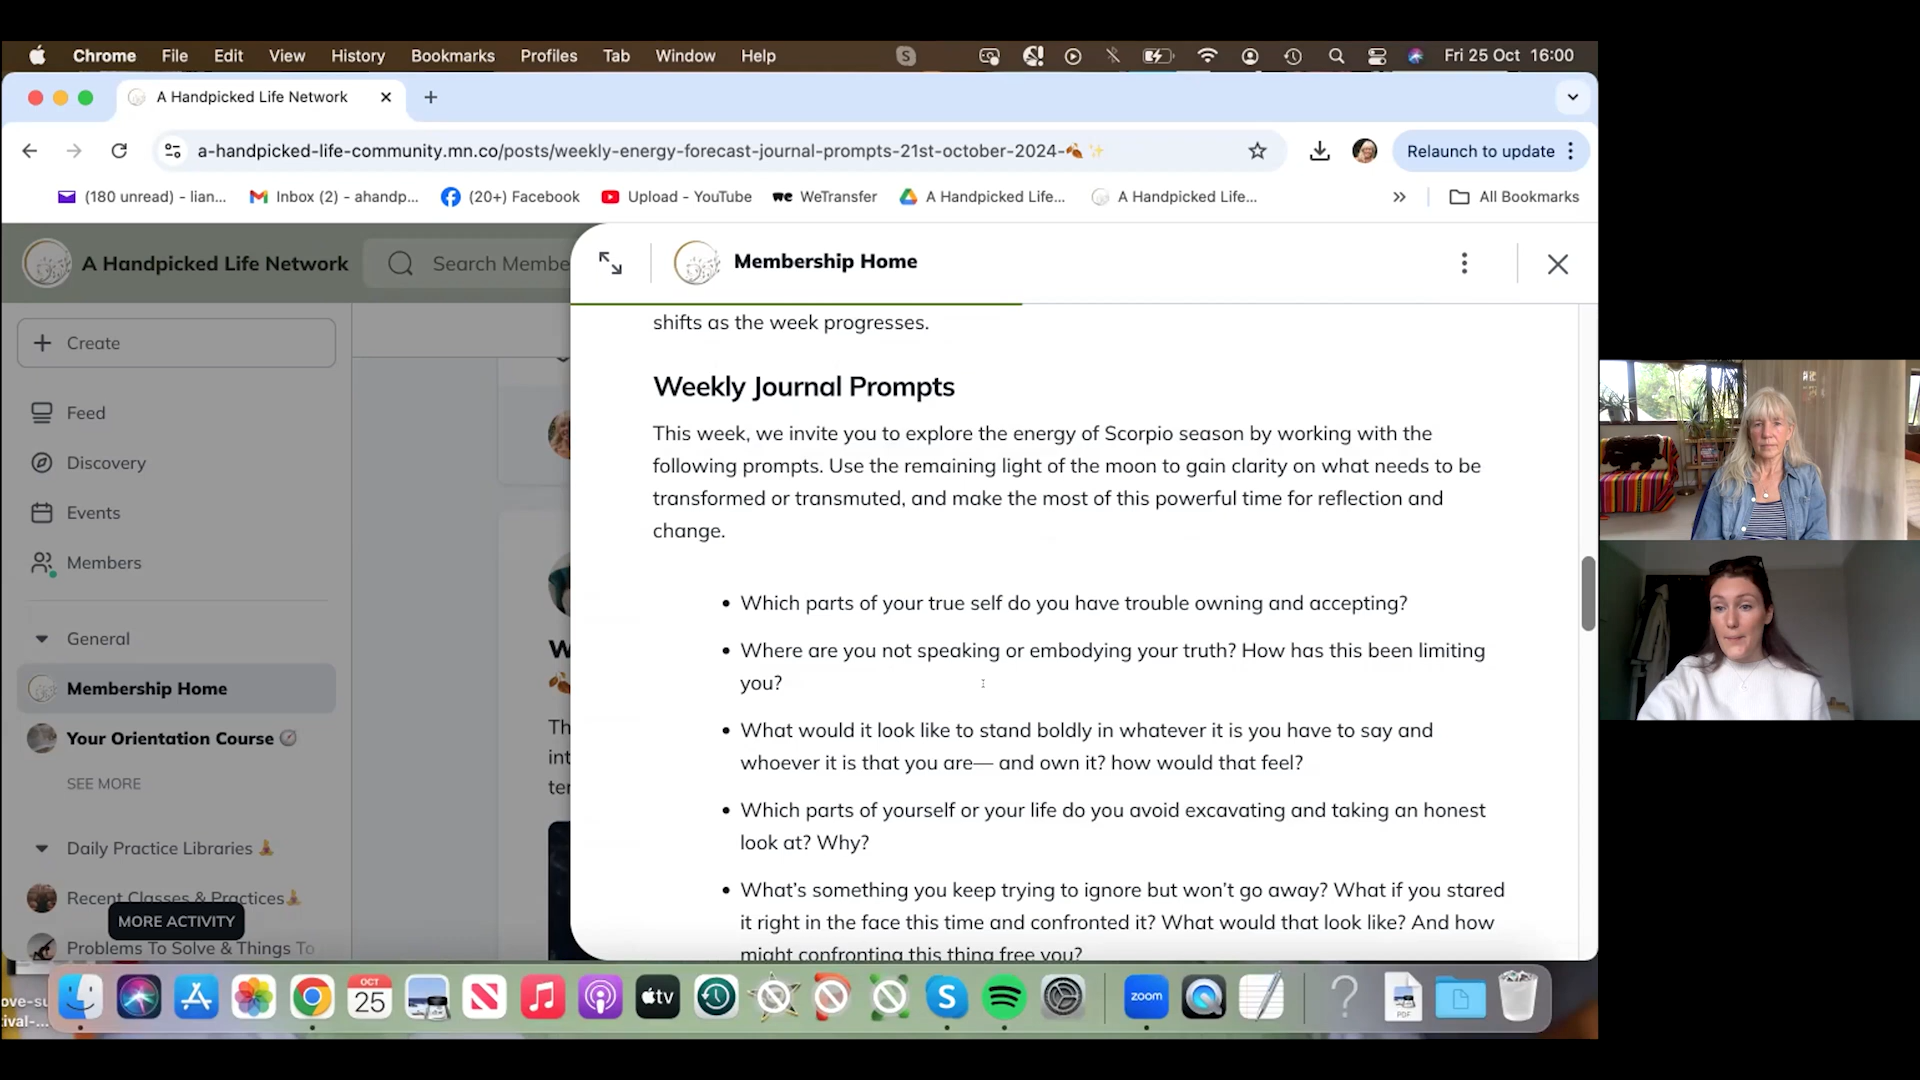 Chrome File Edit View History Bookmarks Profiles Tab Window Help Fri 25 Oct 16:00
A Handpicked Life Network
a-handpicked-life-community.mn.co/posts/weekly-energy-forecast-journal-prompts-21st-october-2024-🍂✨ Relaunch to update
(180 unread) - lian... Inbox (2) - ahandp... (20+) Facebook Upload - YouTube WeTransfer A Handpicked Life... A Handpicked Life... All Bookmarks
A Handpicked Life Network Search Membe
Membership Home
Create
Feed
Discovery
Events
Members
General
Membership Home
Your Orientation Course 🧭
SEE MORE
Daily Practice Libraries 🧘
Recent Classes & Practices🧘
MORE ACTIVITY
Problems To Solve & Things To
W
Th
int
ter
shifts as the week progresses.
Weekly Journal Prompts
This week, we invite you to explore the energy of Scorpio season by working with the
following prompts. Use the remaining light of the moon to gain clarity on what needs to be
transformed or transmuted, and make the most of this powerful time for reflection and
change.
• Which parts of your true self do you have trouble owning and accepting?
• Where are you not speaking or embodying your truth? How has this been limiting
you?
• What would it look like to stand boldly in whatever it is you have to say and
whoever it is that you are— and own it? how would that feel?
• Which parts of yourself or your life do you avoid excavating and taking an honest
look at? Why?
• What's something you keep trying to ignore but won't go away? What if you stared
it right in the face this time and confronted it? What would that look like? And how
might confronting this thing free you?
ove-su
tival-...
OCT
25
tv
zoom
PDF